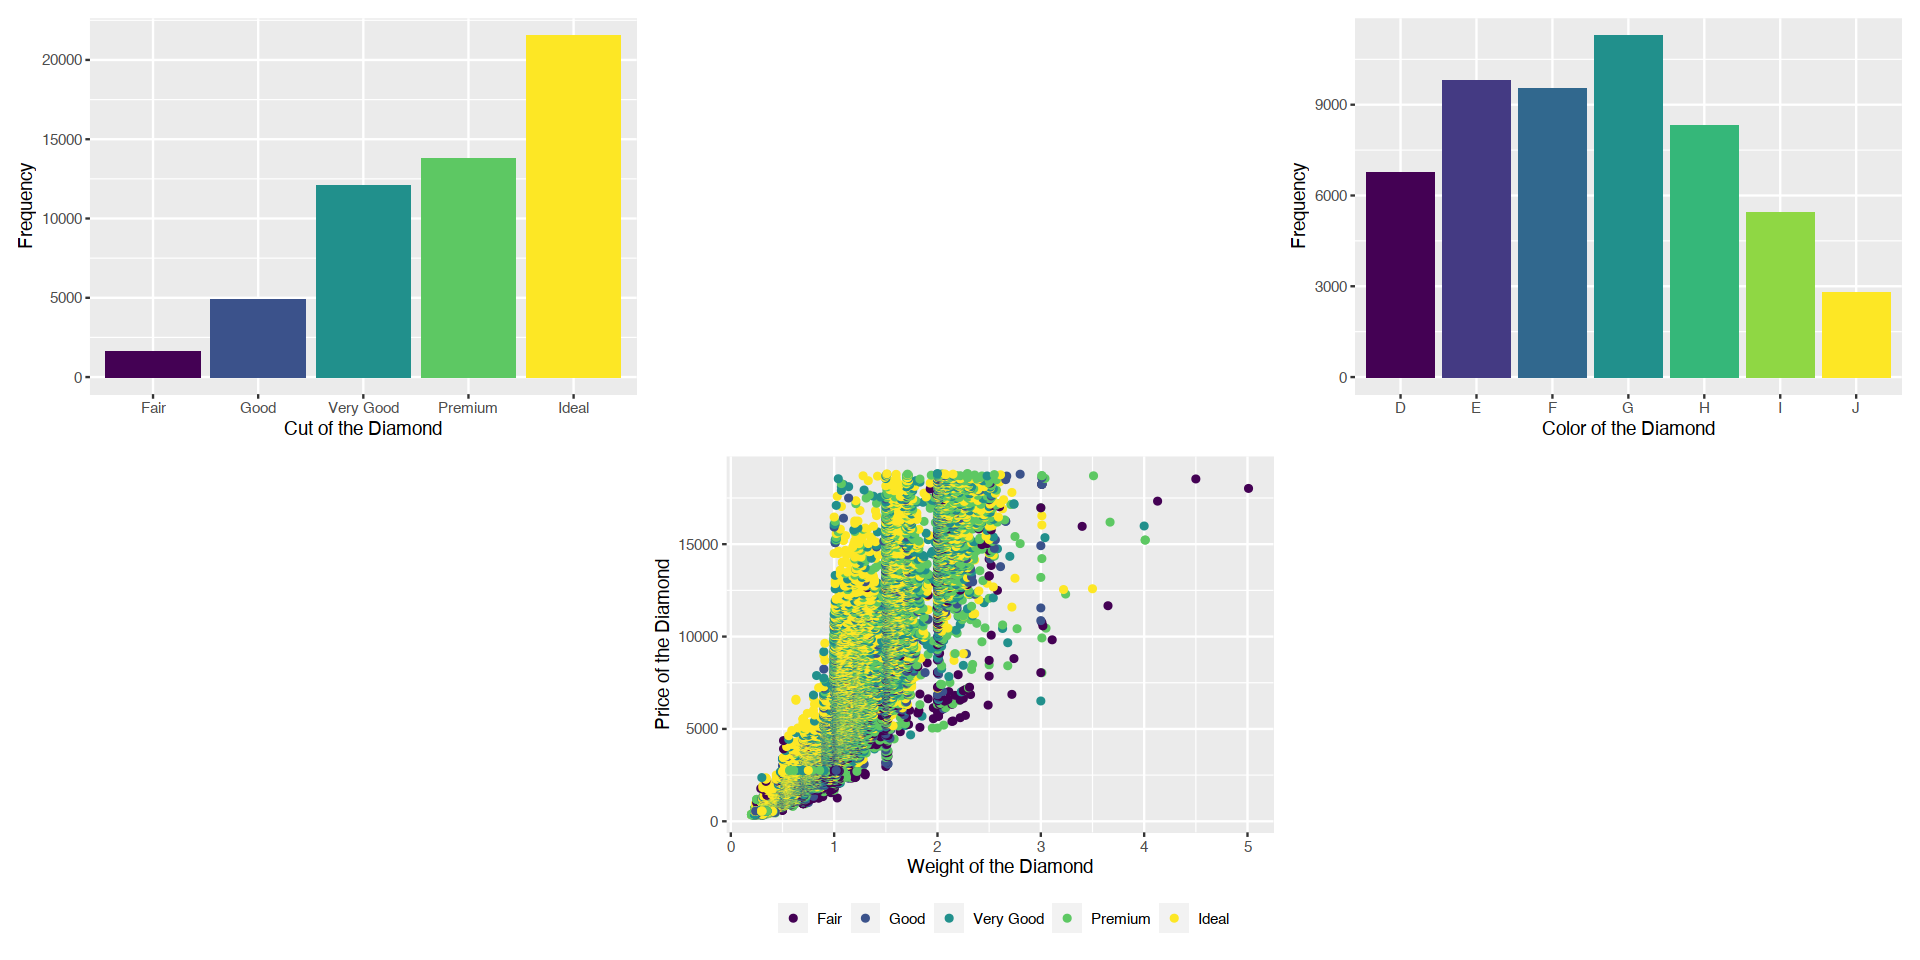 Frequency
20000
15000
10000
5000
0
Fair Good Very Good Premium Ideal
Cut of the Diamond
Frequency
9000
6000
3000
0
D E F G H I J
Color of the Diamond
Price of the Diamond
15000
10000
5000
0
0 1 2 3 4 5
Weight of the Diamond
Fair Good Very Good Premium Ideal